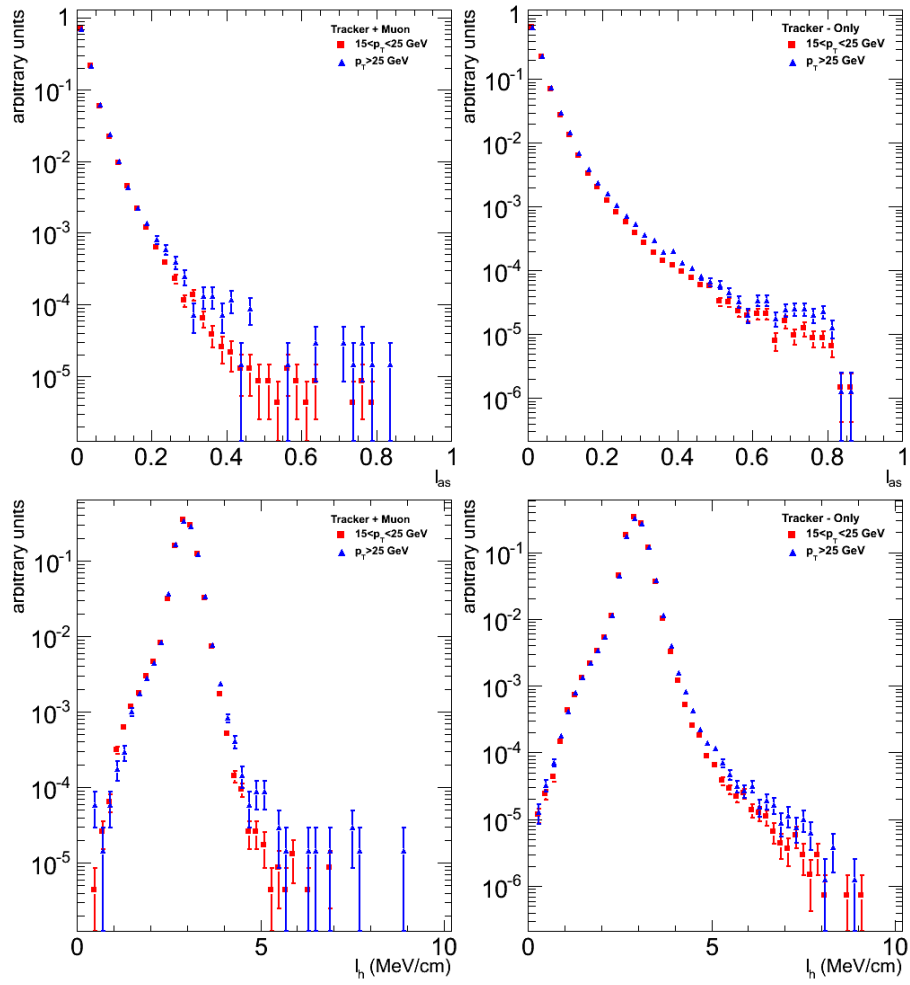 arbitrary units
1
10^-1
10^-2
10^-3
10^-4
10^-5
Tracker + Muon
15<p_T<25 GeV
p_T>25 GeV
0 0.2 0.4 0.6 0.8 1
I_as
arbitrary units
1
10^-1
10^-2
10^-3
10^-4
10^-5
10^-6
Tracker - Only
15<p_T<25 GeV
p_T>25 GeV
0 0.2 0.4 0.6 0.8 1
I_as
arbitrary units
10^-1
10^-2
10^-3
10^-4
10^-5
Tracker + Muon
15<p_T<25 GeV
p_T>25 GeV
0 5 10
I_h (MeV/cm)
arbitrary units
10^-1
10^-2
10^-3
10^-4
10^-5
10^-6
Tracker - Only
15<p_T<25 GeV
p_T>25 GeV
0 5 10
I_h (MeV/cm)